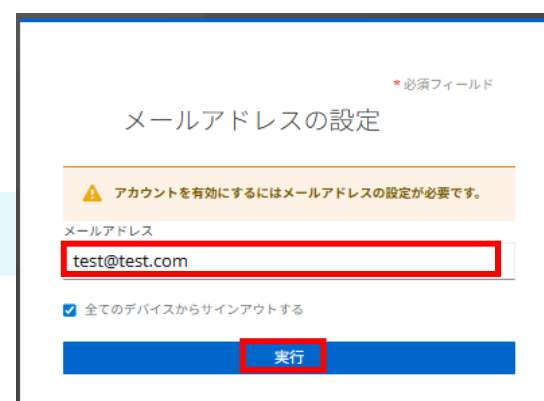 *必須フィールド
メールアドレスの設定
アカウントを有効にするにはメールアドレスの設定が必要です。
メールアドレス
test@test.com
全てのデバイスからサインアウトする
実行